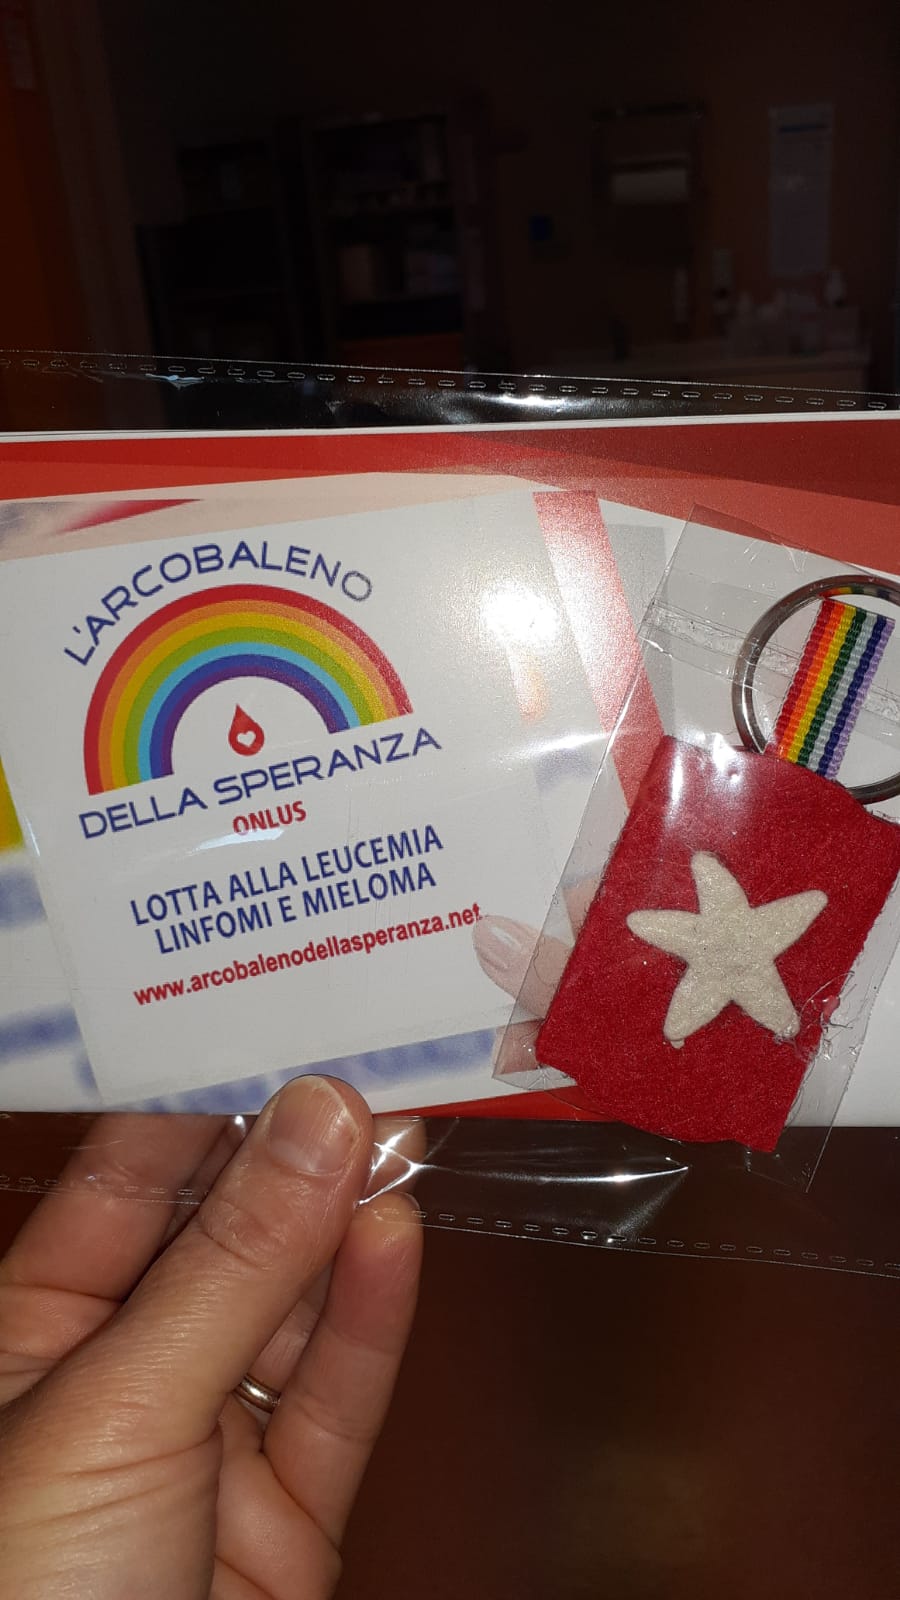 L'ARCOBALENO
DELLA SPERANZA
ONLUS
LOTTA ALLA LEUCEMIA
LINFOMI E MIELOMA
www.arcobalenodellasperanza.net